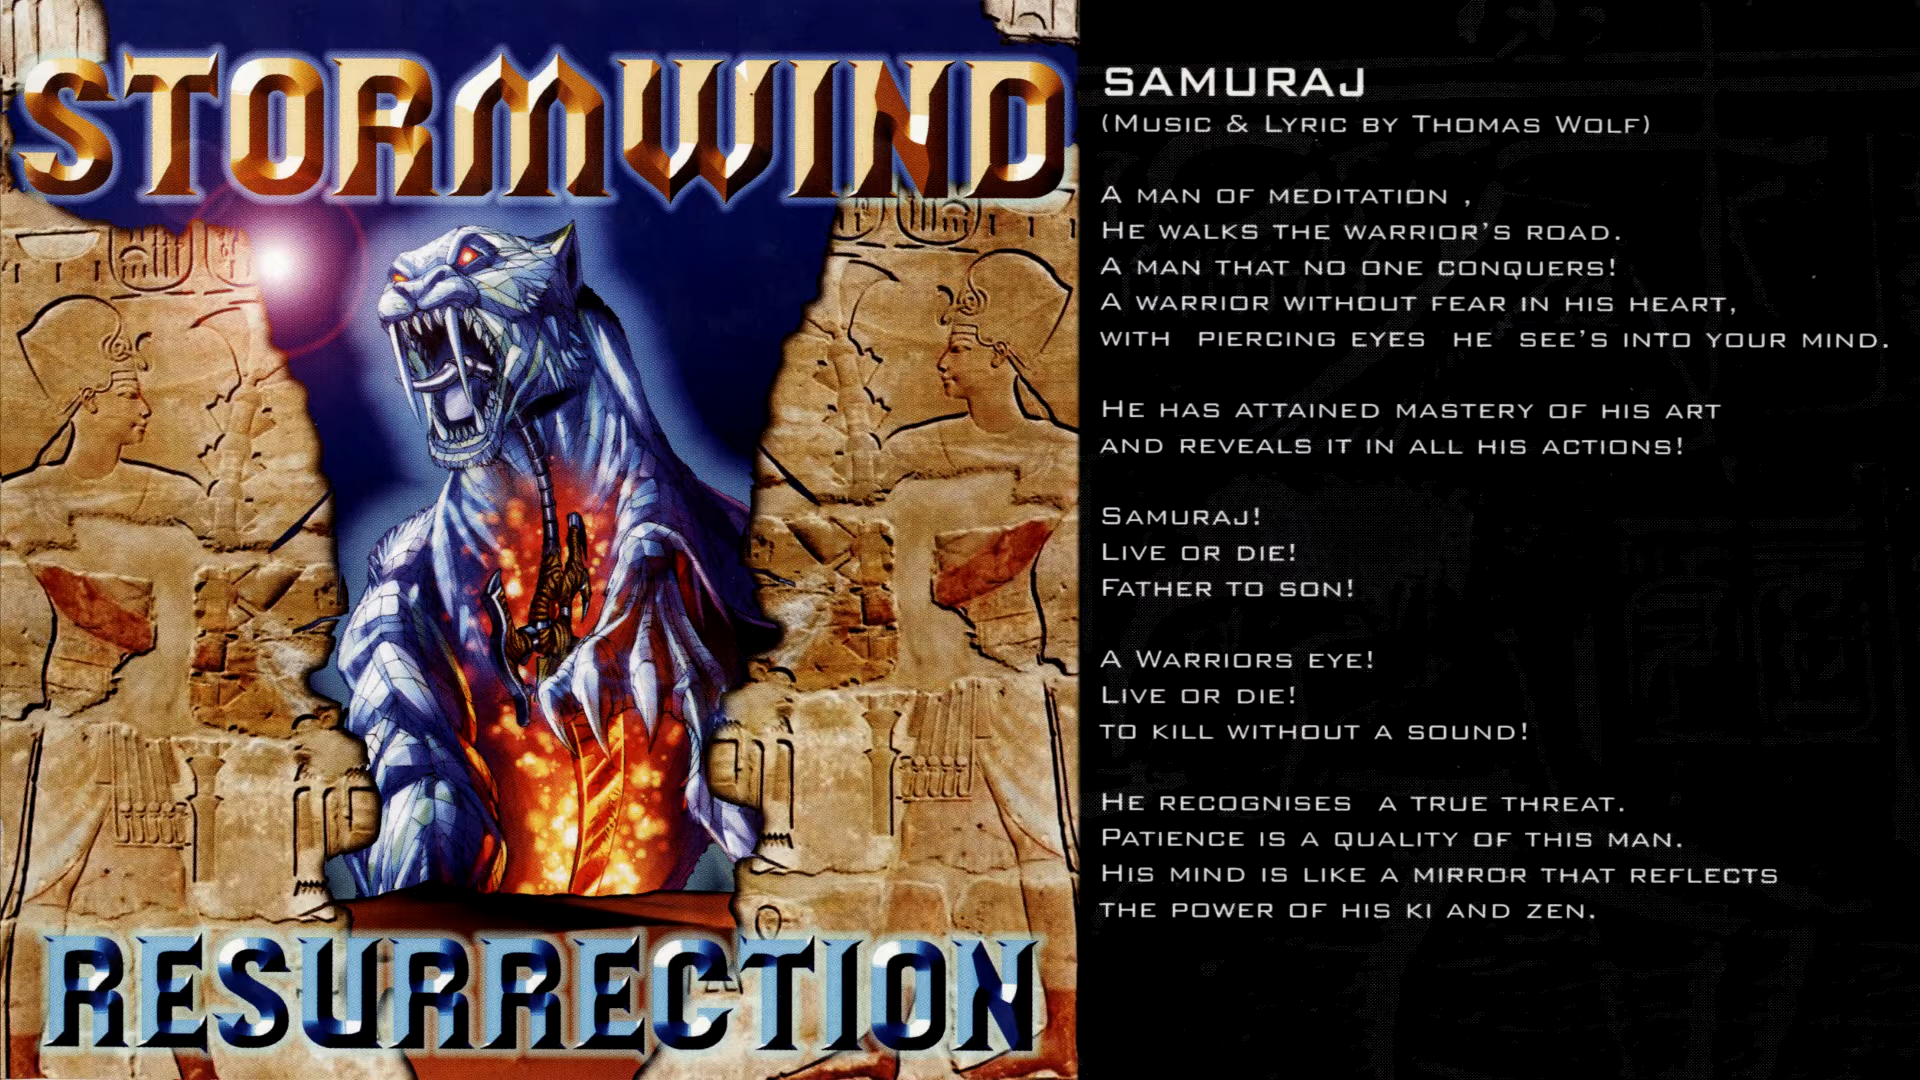 STORMWIND
RESURRECTION
SAMURAJ
(Music & Lyric by Thomas Wolf)
A man of meditation ,
He walks the warrior's road.
A man that no one conquers!
A warrior without fear in his heart,
with piercing eyes he see's into your mind.
He has attained mastery of his art
and reveals it in all his actions!
Samuraj!
Live or die!
Father to son!
A Warriors eye!
Live or die!
to kill without a sound!
He recognises a true threat.
Patience is a quality of this man.
His mind is like a mirror that reflects
the power of his ki and zen.